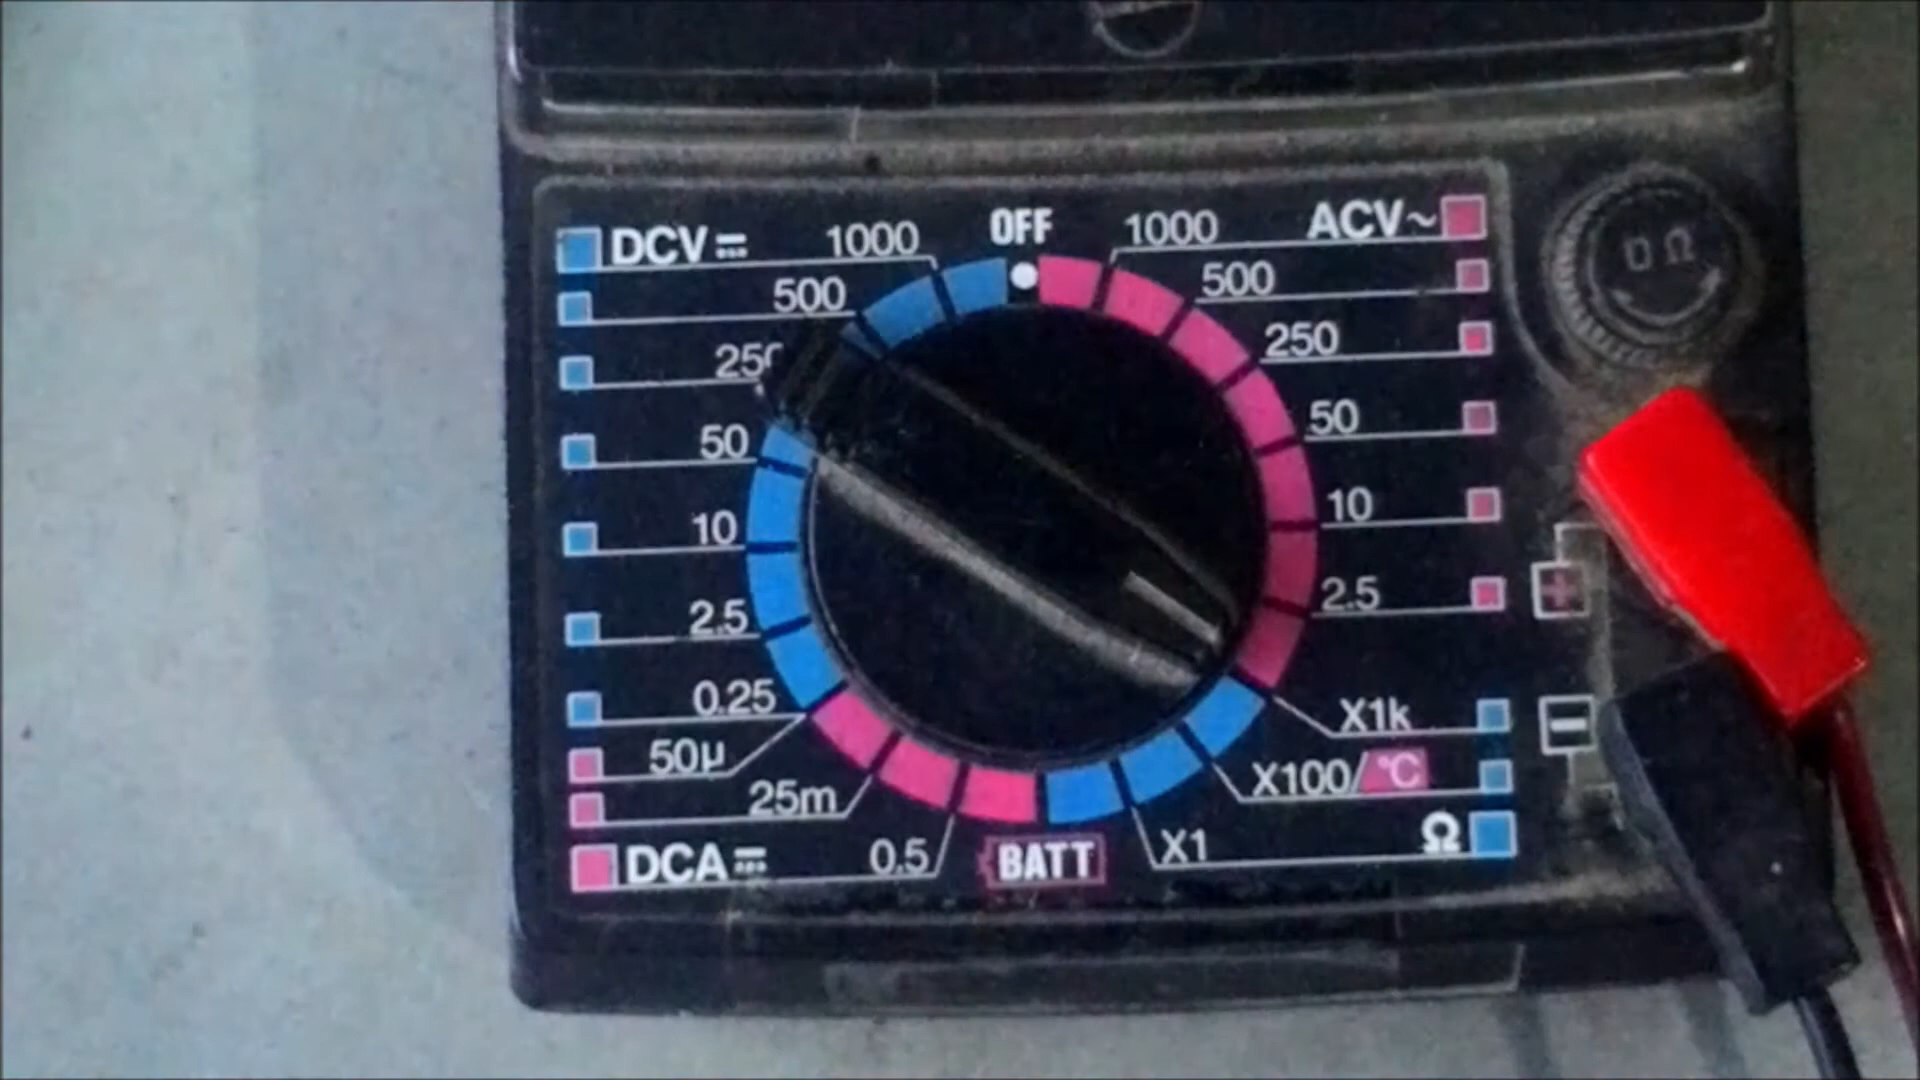 DCV 1000 OFF 1000 ACV~
500 500
250 250
50 50
10 10
2.5 2.5
0.25 X1k
50µ X100/°C
25m
DCA 0.5 BATT X1 Ω
0 Ω
+
−